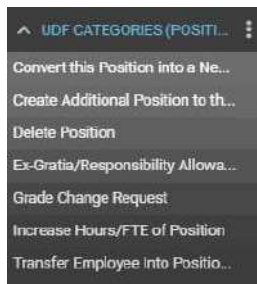 UDF CATEGORIES (POSITI...
Convert this Position into a Ne...
Create Additional Position to th...
Delete Position
Ex-Gratia/Responsibility Allowa...
Grade Change Request
Increase Hours/FTE of Position
Transfer Employee Into Positio...